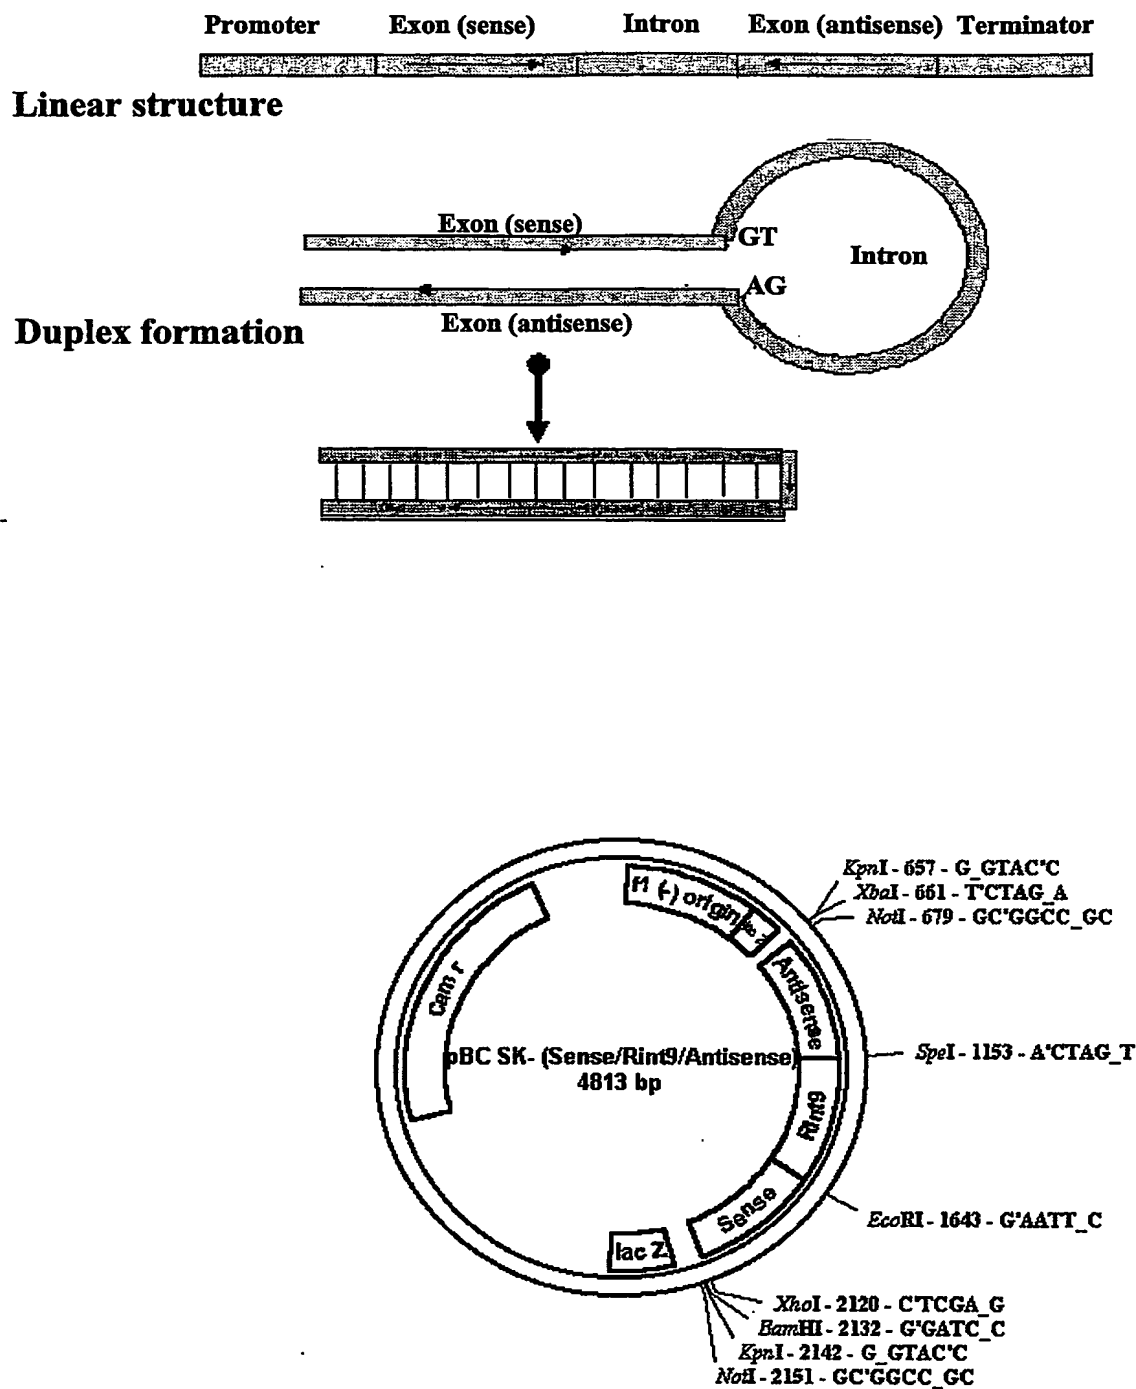 Promoter Exon (sense) Intron Exon (antisense) Terminator
Linear structure
Exon (sense)
GT
Intron
AG
Exon (antisense)
Duplex formation
KpnI - 657 - G_GTAC'C
XbaI - 661 - T'CTAG_A
NotI - 679 - GC'GGCC_GC
f1 (-) origin
lac Z
Antisense
Cam r
SpeI - 1153 - A'CTAG_T
pBC SK- (Sense/Rint9/Antisense)
4813 bp
Rint9
Sense
EcoRI - 1643 - G'AATT_C
lac Z
XhoI - 2120 - C'TCGA_G
BamHI - 2132 - G'GATC_C
KpnI - 2142 - G_GTAC'C
NotI - 2151 - GC'GGCC_GC